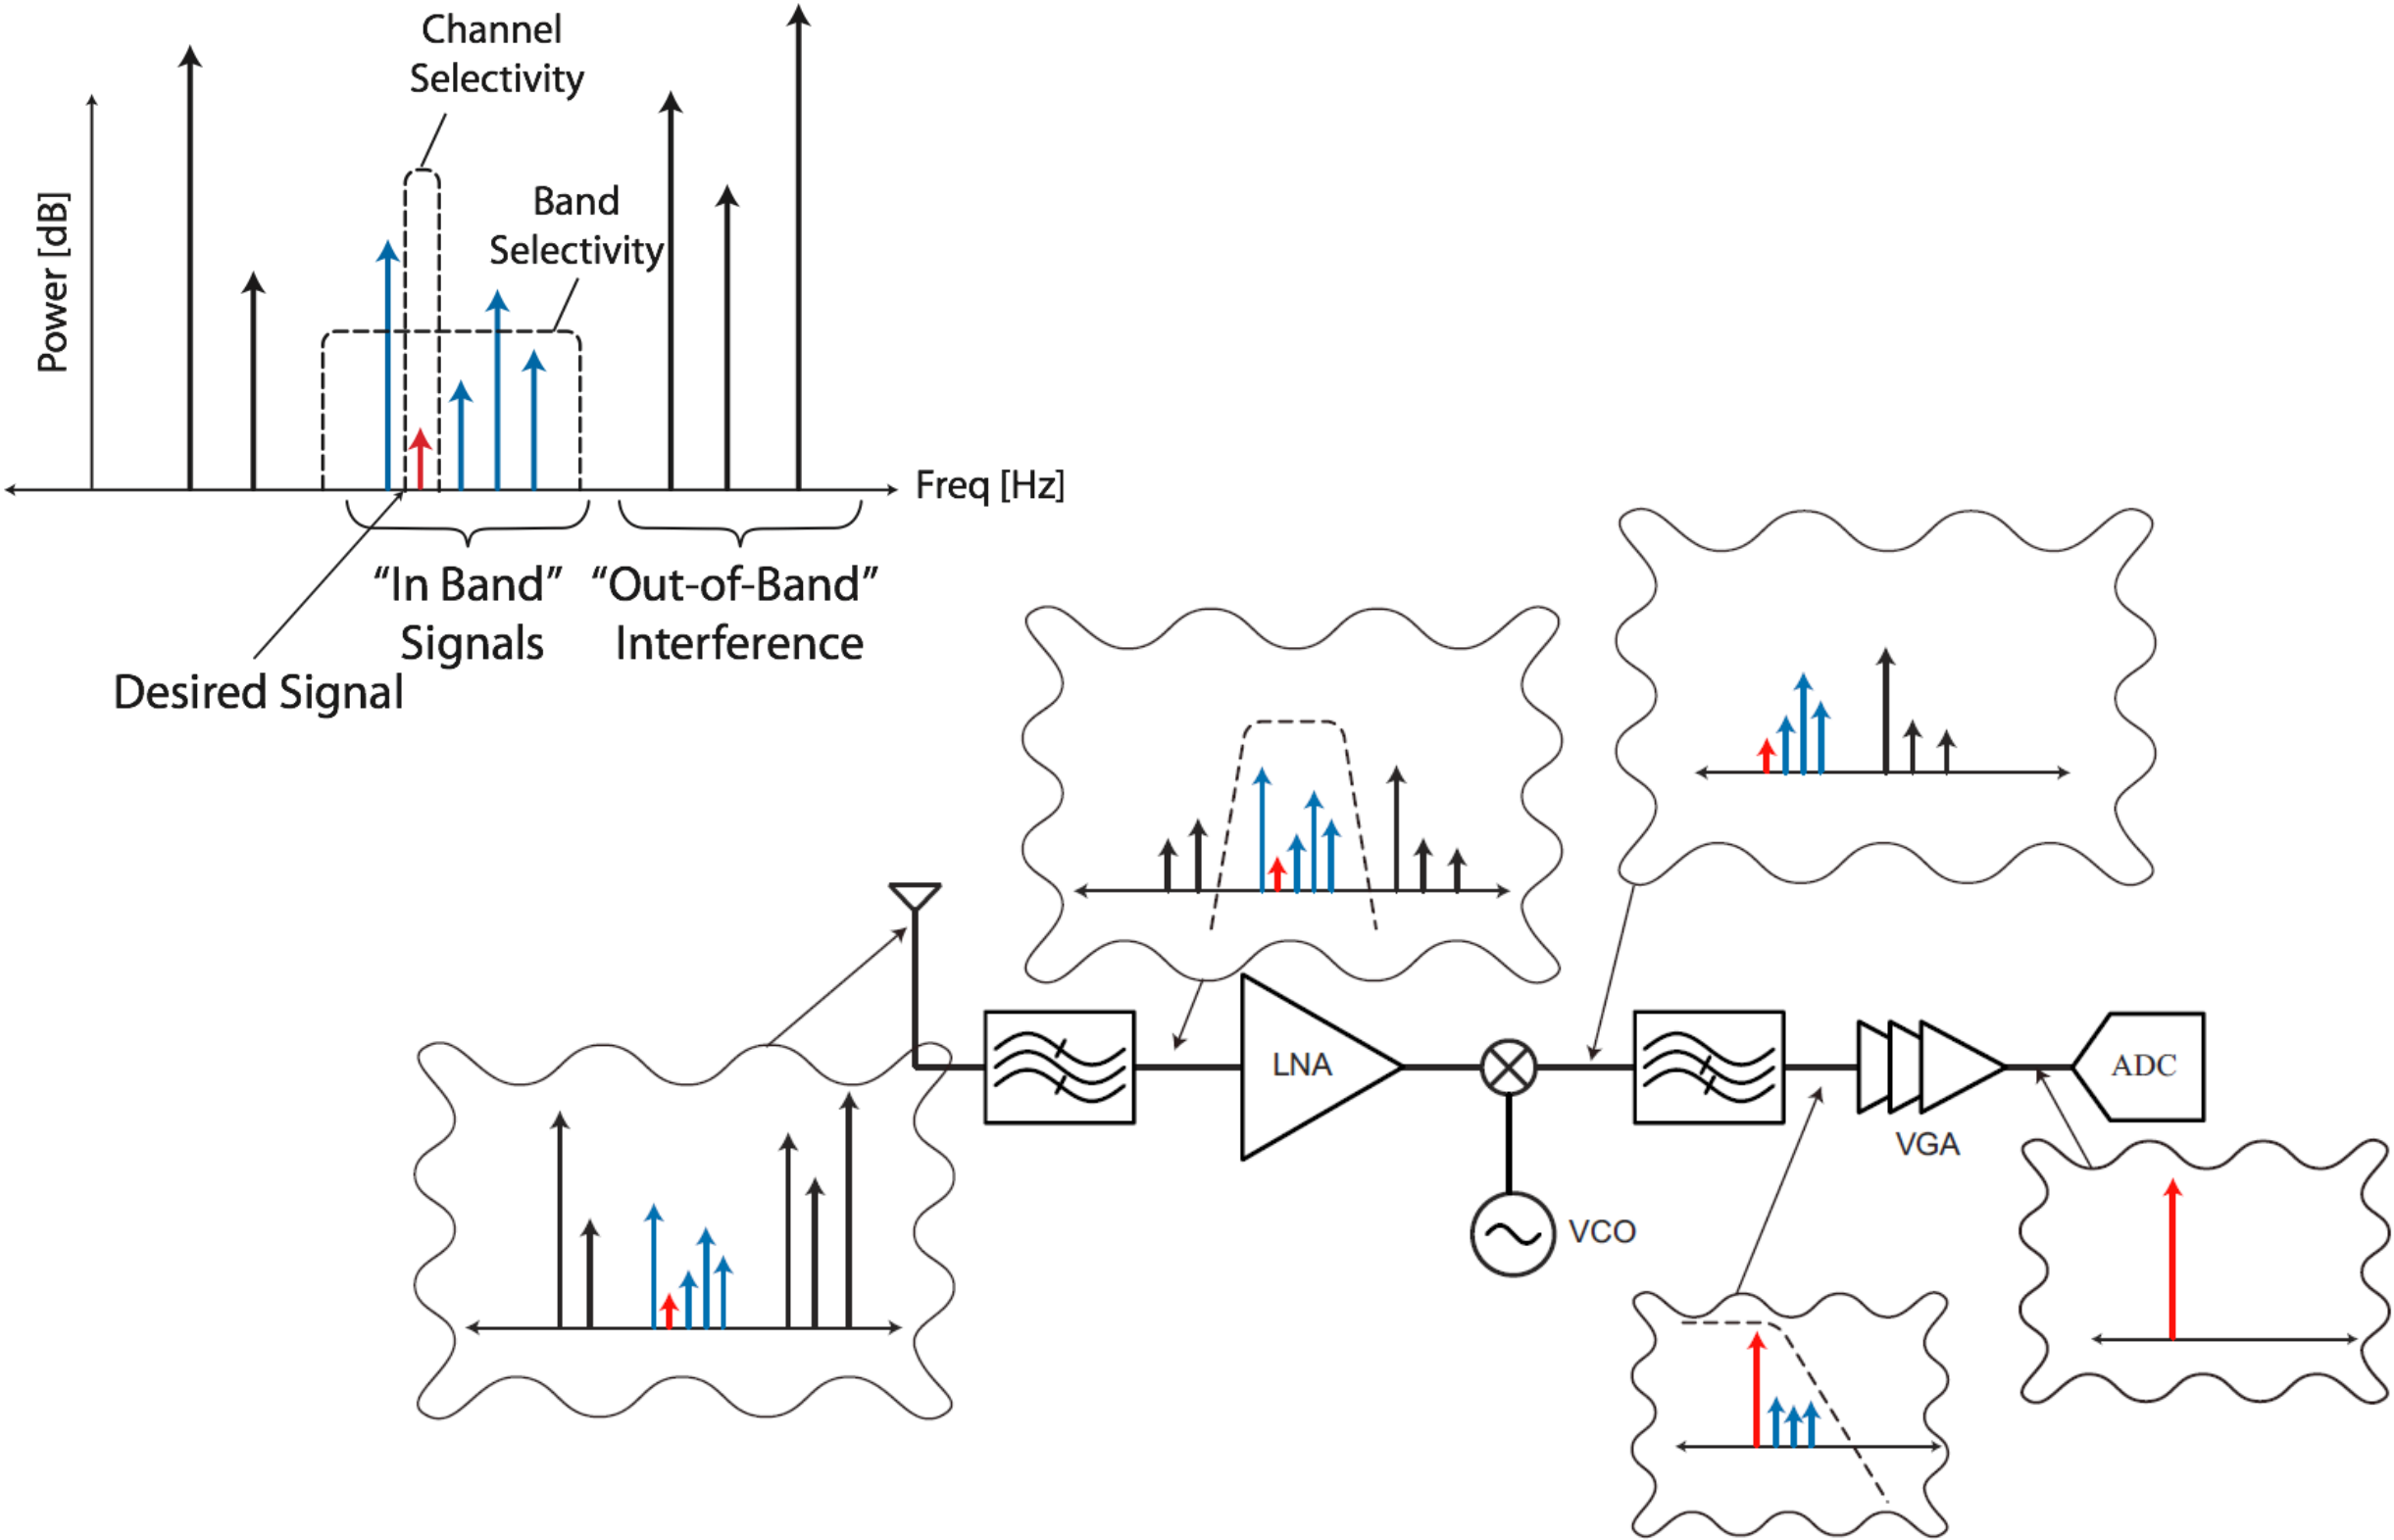 Channel
Selectivity
Band
Selectivity
Power [dB]
Freq [Hz]
“In Band”
Signals
“Out-of-Band”
Interference
Desired Signal
LNA
ADC
VGA
VCO